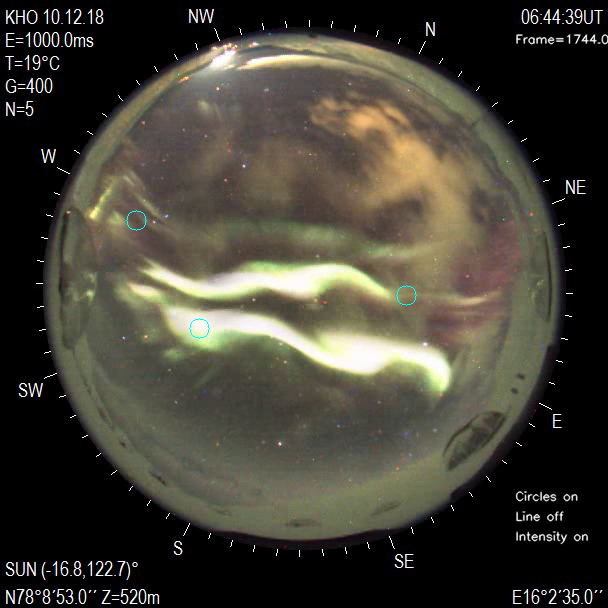 KHO 10.12.18
E=1000.0ms
T=19°C
G=400
N=5
06:44:39UT
Frame=1744.0
NW
N
W
NE
SW
E
S
SE
Circles on
Line off
Intensity on
SUN (-16.8,122.7)°
N78°8'53.0'' Z=520m
E16°2'35.0''